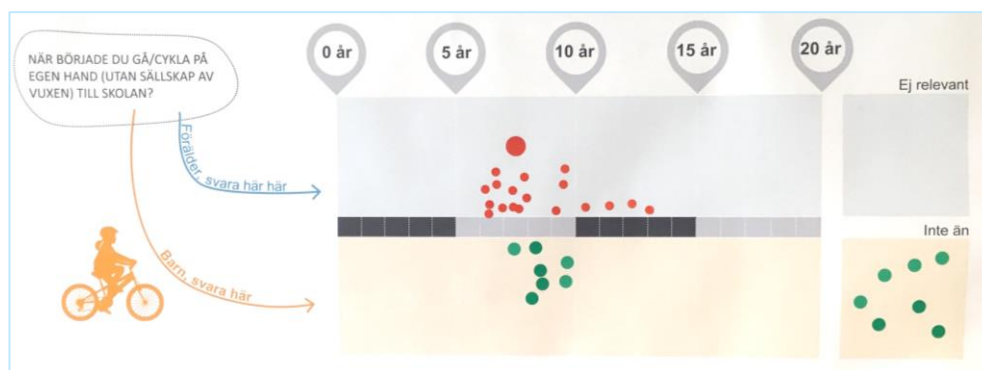 NÄR BÖRJADE DU GÅ/CYKLA PÅ
EGEN HAND (UTAN SÄLLSKAP AV
VUXEN) TILL SKOLAN?
0 år
5 år
10 år
15 år
20 år
Ej relevant
Förälder, svara här här
Inte än
Barn, svara här